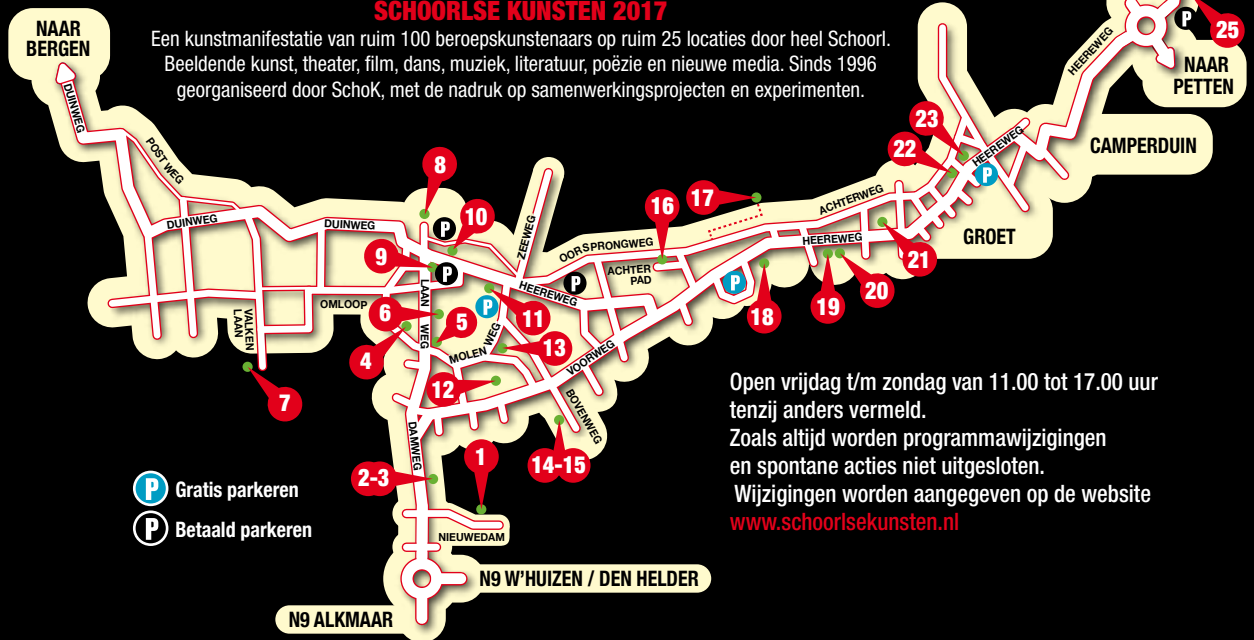 SCHOORLSE KUNSTEN 2017
Een kunstmanifestatie van ruim 100 beroepskunstenaars op ruim 25 locaties door heel Schoorl.
Beeldende kunst, theater, film, dans, muziek, literatuur, poëzie en nieuwe media. Sinds 1996
georganiseerd door SchoK, met de nadruk op samenwerkingsprojecten en experimenten.
NAAR
BERGEN
DUINWEG
POST WEG
DUINWEG
DUINWEG
8
P
10
9
P
ZEEWEG
OORSPRONGWEG
16
17
ACHTERWEG
22
23
HEEREWEG
P
HEEREWEG
P
25
NAAR
PETTEN
CAMPERDUIN
GROET
HEEREWEG
21
20
19
18
P
ACHTER
PAD
P
HEEREWEG
11
P
OMLOOP
LAAN
WEG
VALKEN
LAAN
6
5
4
7
MOLEN
WEG
13
12
VOORWEG
BOVENWEG
14-15
DAMWEG
2-3
1
NIEUWEDAM
N9 W'HUIZEN / DEN HELDER
N9 ALKMAAR
P Gratis parkeren
P Betaald parkeren
Open vrijdag t/m zondag van 11.00 tot 17.00 uur
tenzij anders vermeld.
Zoals altijd worden programmawijzigingen
en spontane acties niet uitgesloten.
Wijzigingen worden aangegeven op de website
www.schoorlsekunsten.nl